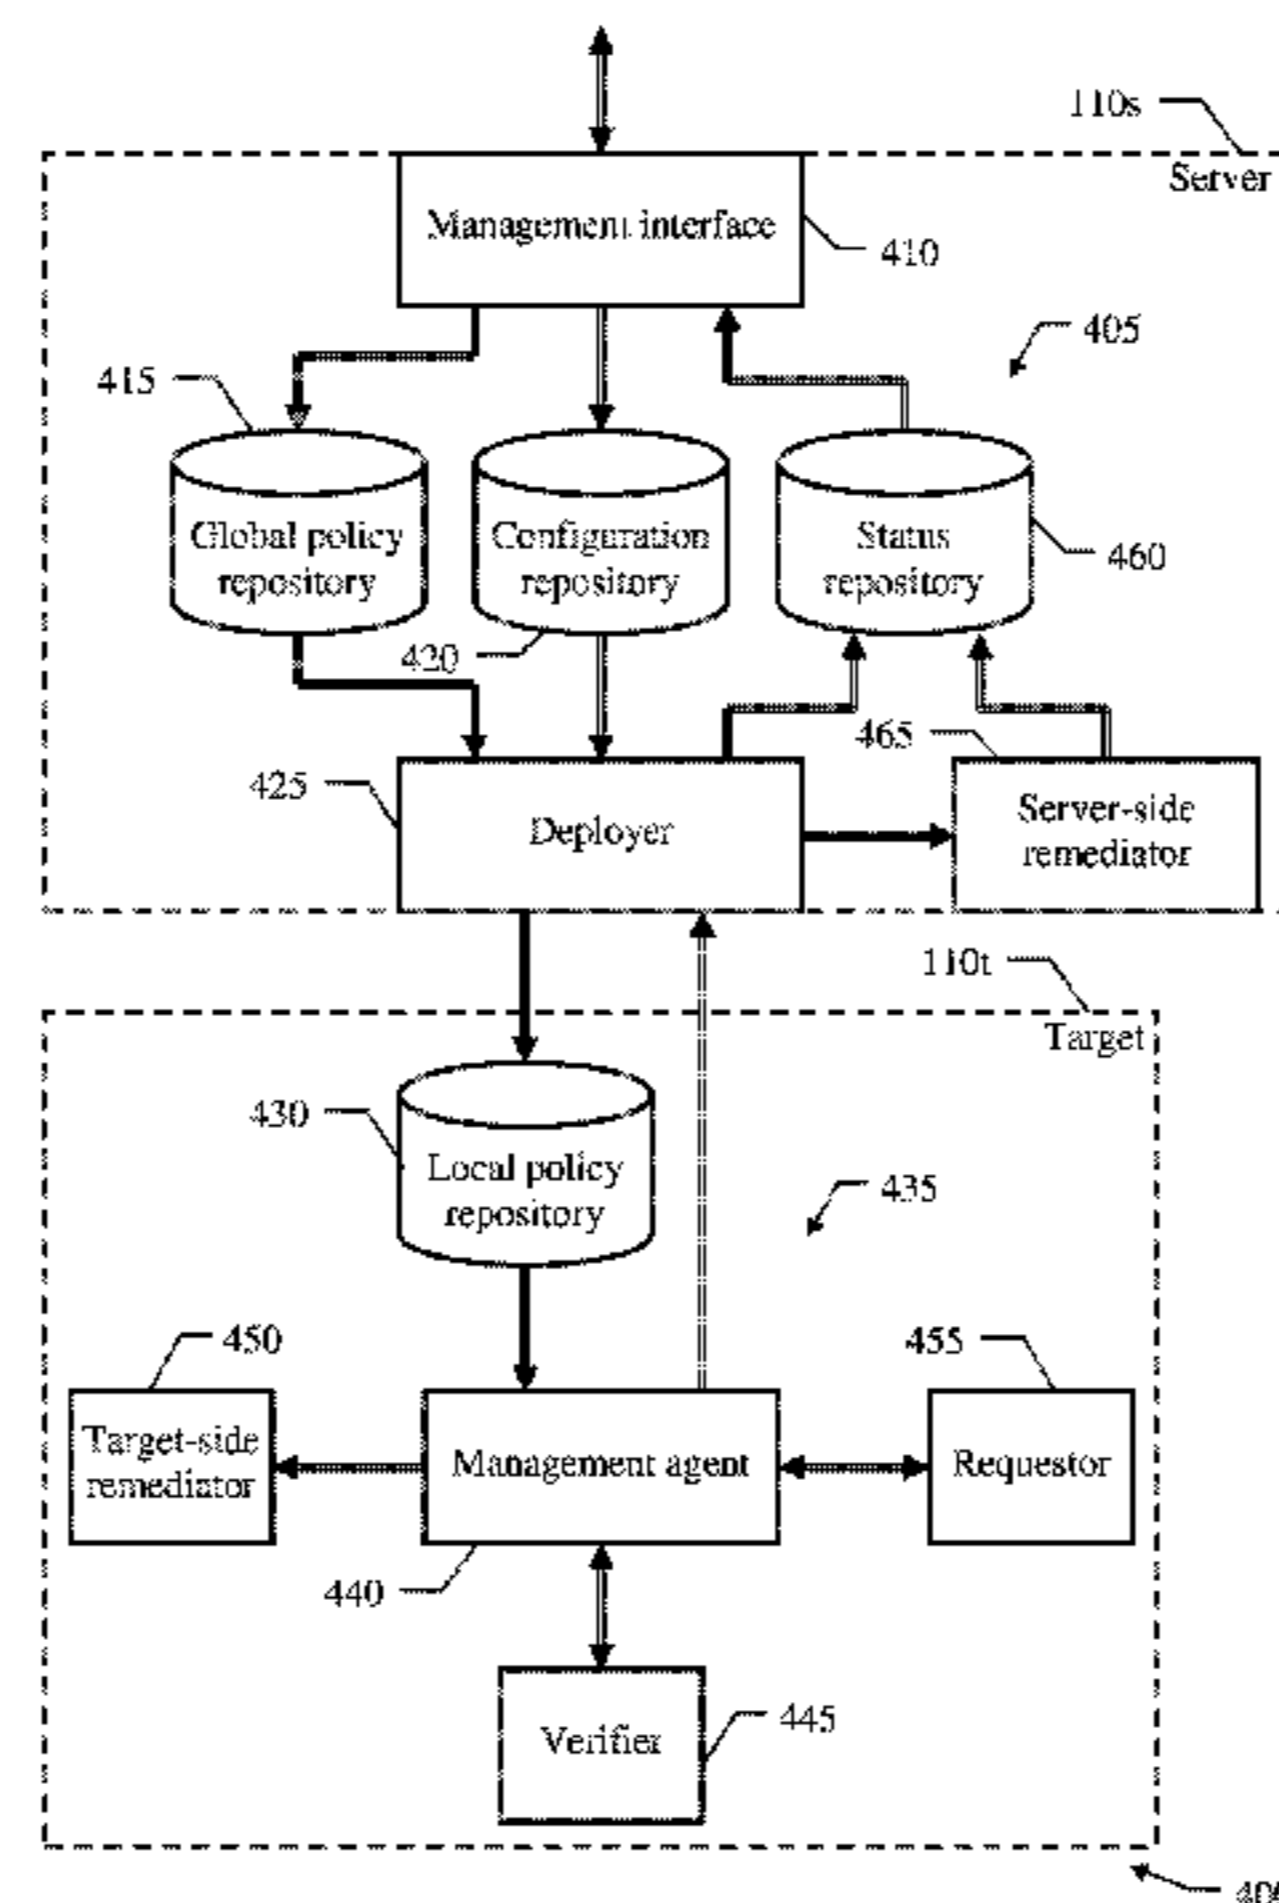 110s
Server
Management interface
410
405
415
Global policy
repository
Configuration
repository
Status
repository
460
420
465
425
Deployer
Server-side
remediator
110t
Target
430
Local policy
repository
435
450
455
Target-side
remediator
Management agent
Requestor
440
Verifier
445